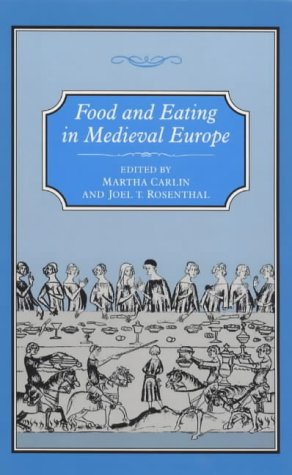 Food and Eating
in Medieval Europe
EDITED BY
MARTHA CARLIN
AND JOEL T. ROSENTHAL